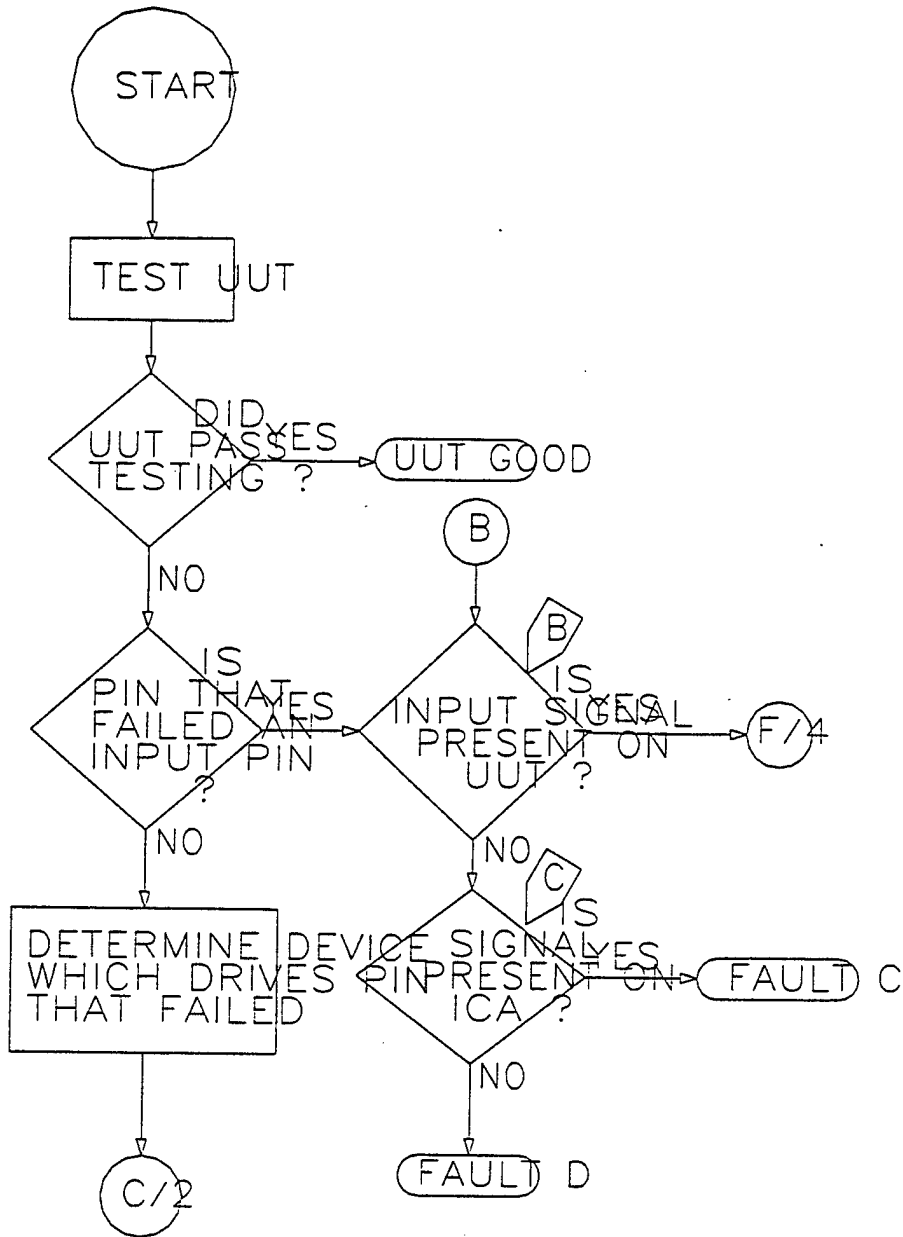 START
TEST UUT
DID
UUT PASS
TESTING ?
YES
UUT GOOD
NO
B
IS
PIN THAT
FAILED AN
INPUT PIN
?
YES
B
IS
INPUT SIGNAL
PRESENT ON
UUT ?
YES
F/4
NO
NO
DETERMINE DEVICE
WHICH DRIVES PIN
THAT FAILED
C
IS
SIGNAL
PRESENT ON
ICA ?
YES
FAULT C
NO
C/2
FAULT D